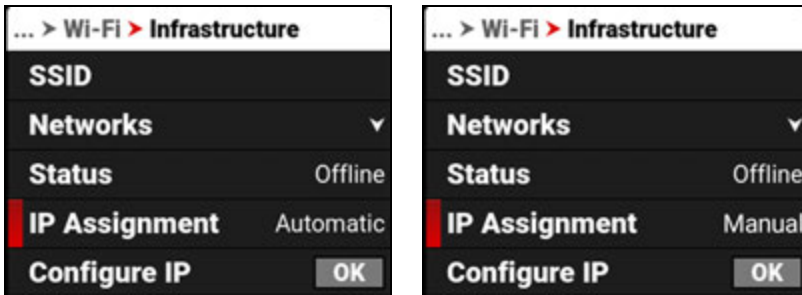 ... > Wi-Fi > Infrastructure
SSID
Networks
Status Offline
IP Assignment Automatic
Configure IP OK
... > Wi-Fi > Infrastructure
SSID
Networks
Status Offline
IP Assignment Manual
Configure IP OK